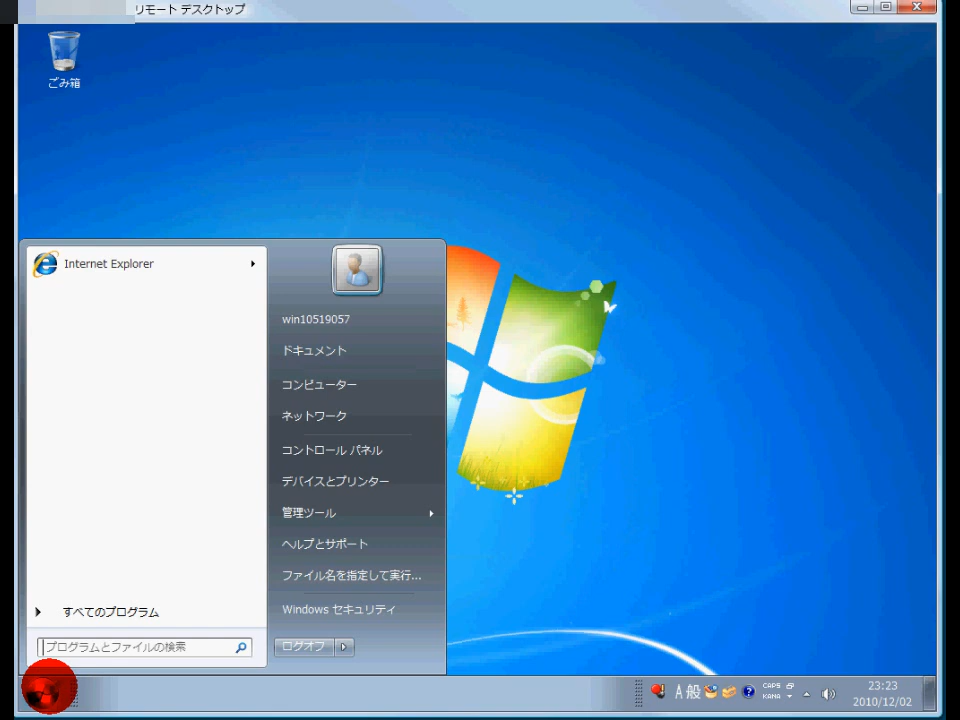 リモート デスクトップ
ごみ箱
Internet Explorer
win10519057
ドキュメント
コンピューター
ネットワーク
コントロール パネル
デバイスとプリンター
管理ツール
ヘルプとサポート
ファイル名を指定して実行...
Windows セキュリティ
すべてのプログラム
プログラムとファイルの検索
ログオフ
A 般
CAPS
KANA
23:23
2010/12/02